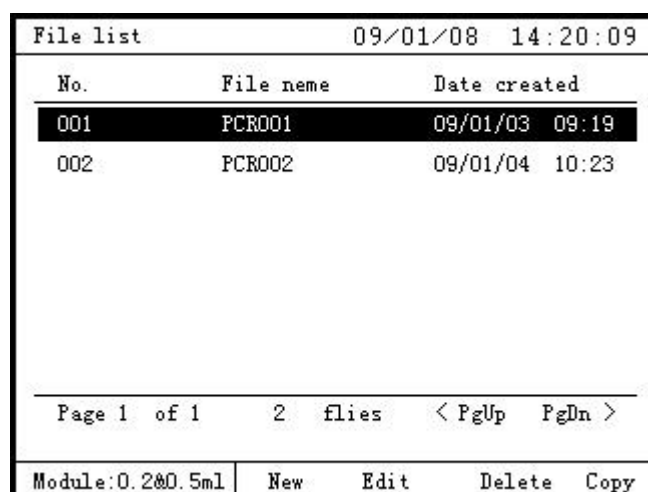 File list 09/01/08 14:20:09
No. File neme Date created
001 PCR001 09/01/03 09:19
002 PCR002 09/01/04 10:23
Page 1 of 1 2 flies < PgUp PgDn >
Module:0.2&0.5ml New Edit Delete Copy